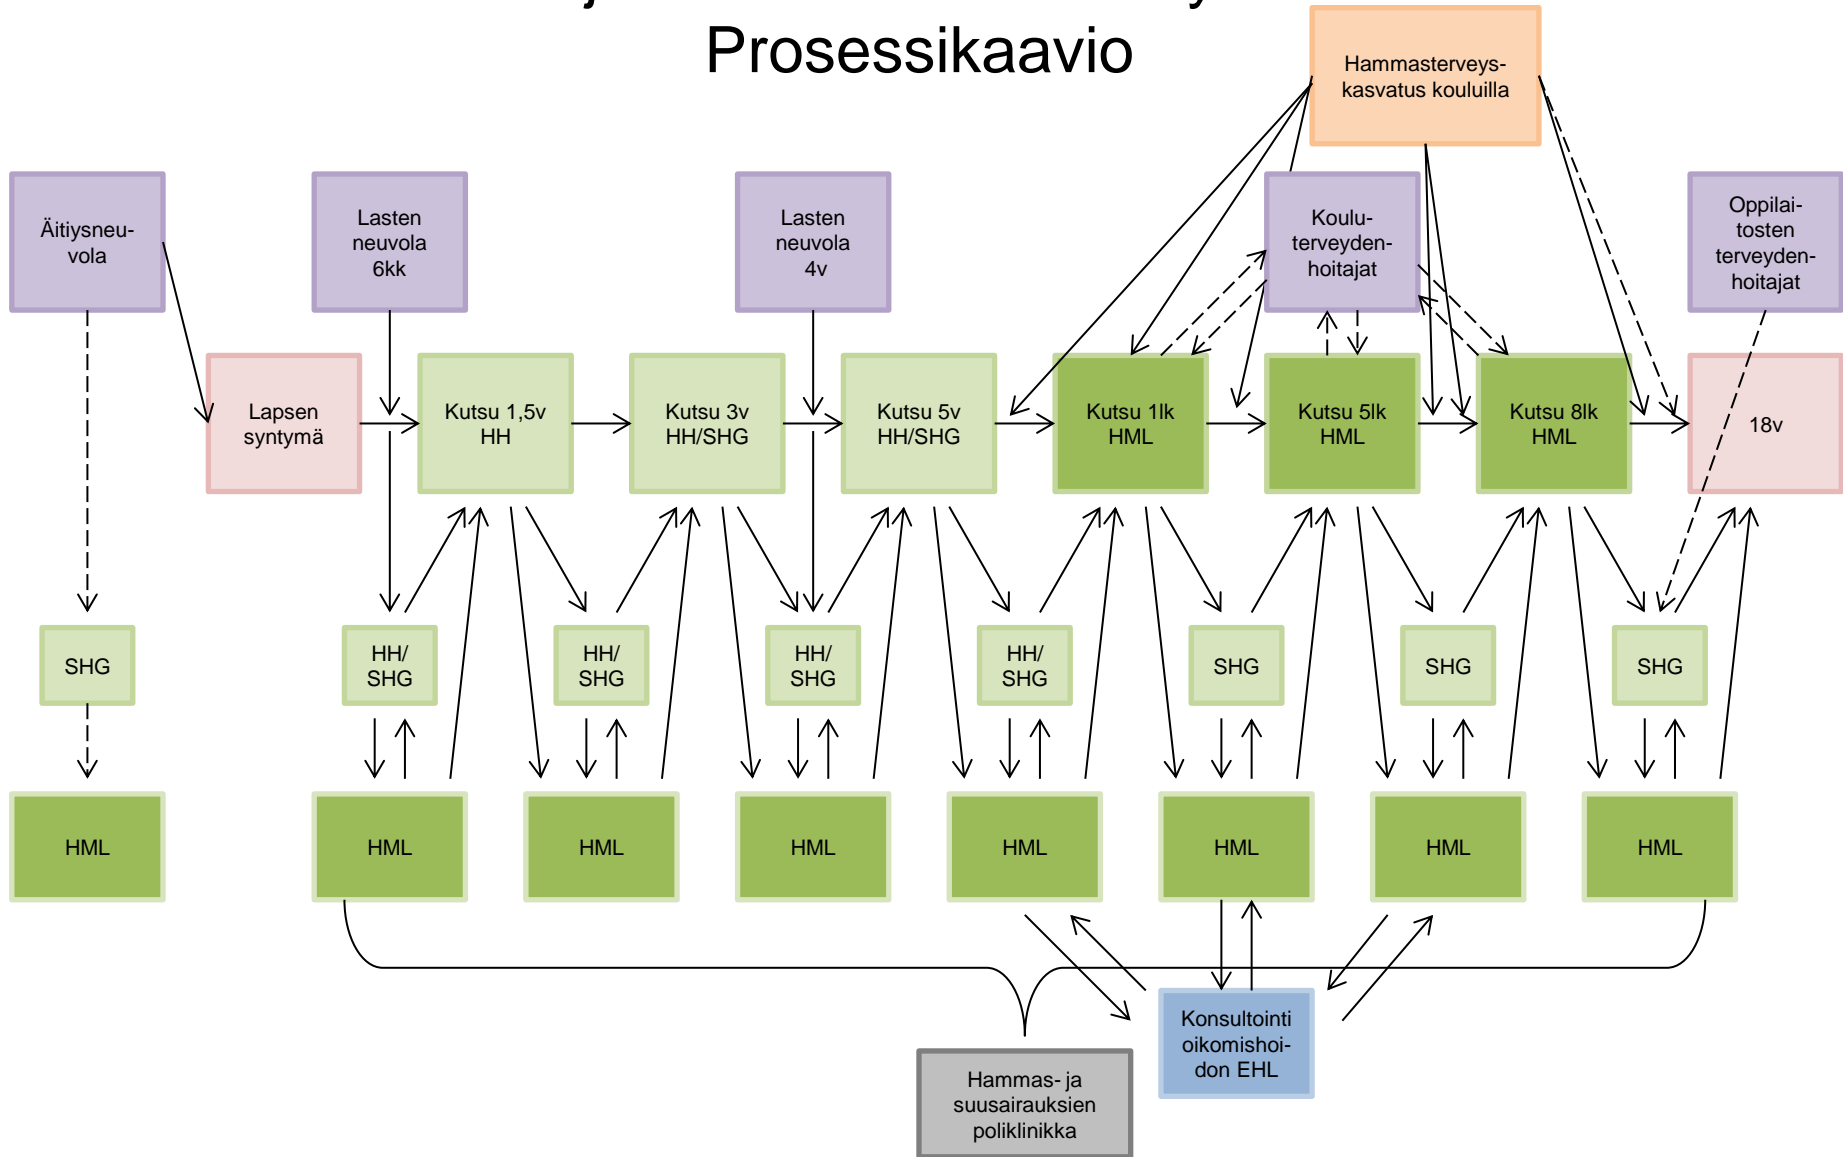 Prosessikaavio
Hammasterveys-
kasvatus kouluilla
Äitiysneu-
vola
Lasten
neuvola
6kk
Lasten
neuvola
4v
Koulu-
terveyden-
hoitajat
Oppilai-
tosten
terveyden-
hoitajat
Lapsen
syntymä
Kutsu 1,5v
HH
Kutsu 3v
HH/SHG
Kutsu 5v
HH/SHG
Kutsu 1lk
HML
Kutsu 5lk
HML
Kutsu 8lk
HML
18v
SHG
HH/
SHG
HH/
SHG
HH/
SHG
HH/
SHG
SHG
SHG
SHG
HML
HML
HML
HML
HML
HML
HML
HML
Konsultointi
oikomishoi-
don EHL
Hammas- ja
suusairauksien
poliklinikka